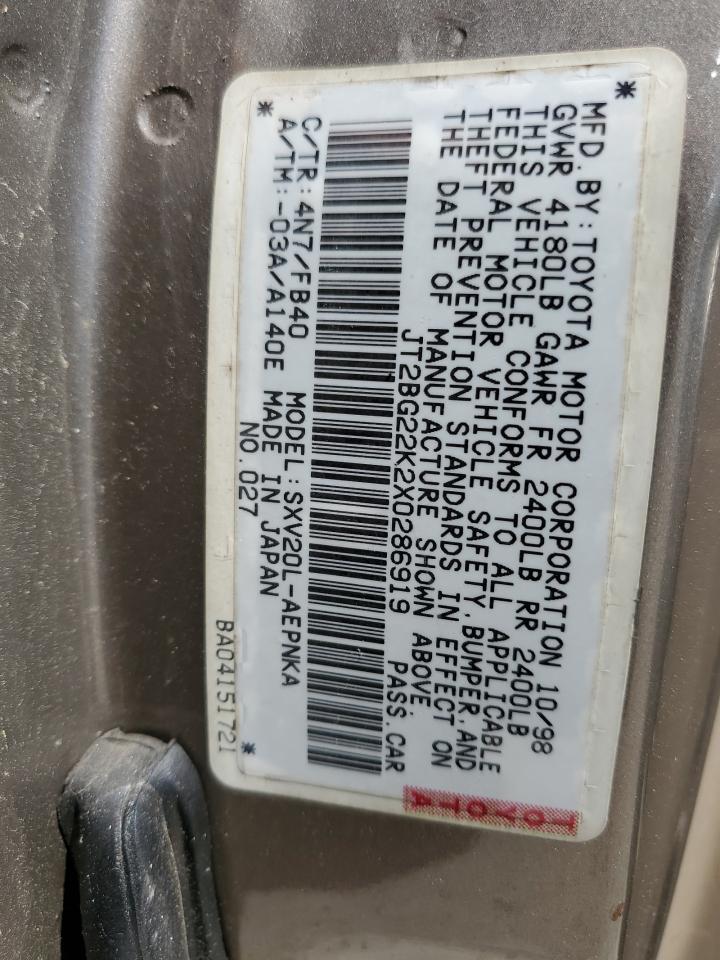 MFD.BY:TOYOTA MOTOR CORPORATION 10/98
GVWR 4180LB GAWR FR 2400LB RR 2400LB
THIS VEHICLE CONFORMS TO ALL APPLICABLE
FEDERAL MOTOR VEHICLE SAFETY,BUMPER,AND
THEFT PREVENTION STANDARDS IN EFFECT ON
THE DATE OF MANUFACTURE SHOWN ABOVE.
JT2BG22K2X0286919 PASS.CAR
C/TR:4N7/FB40 MODEL:SXV20L-AEPNKA
A/TM:-03A/A140E MADE IN JAPAN
NO.027
BA04151721
TOYOTA